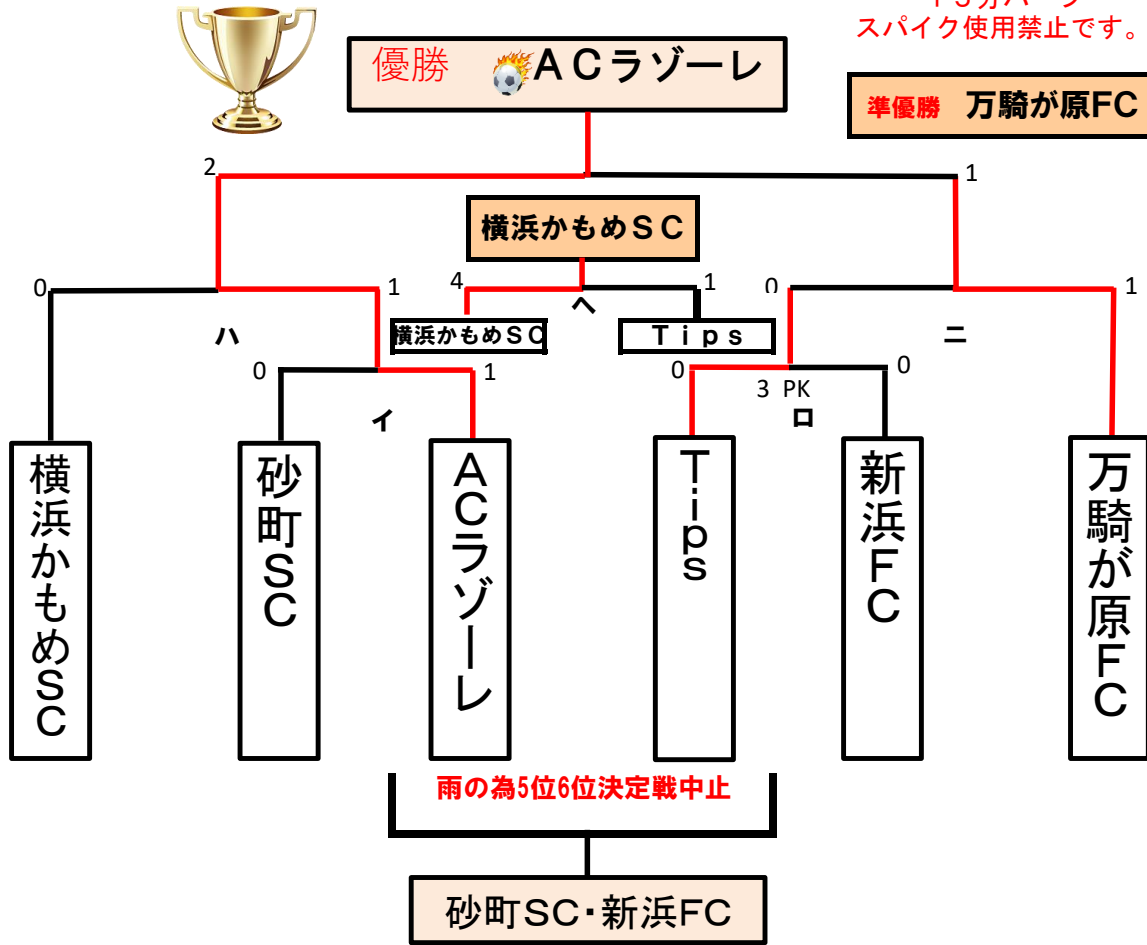 スパイク使用禁止です。
優勝 ACラゾーレ
準優勝 万騎が原FC
2
1
横浜かもめSC
0
1
4
1
0
1
ハ
ヘ
ニ
横浜かもめSC
Tips
0
1
0
3 PK
0
イ
ロ
横浜かもめSC
砂町SC
ACラゾーレ
Tips
新浜FC
万騎が原FC
雨の為5位6位決定戦中止
砂町SC・新浜FC